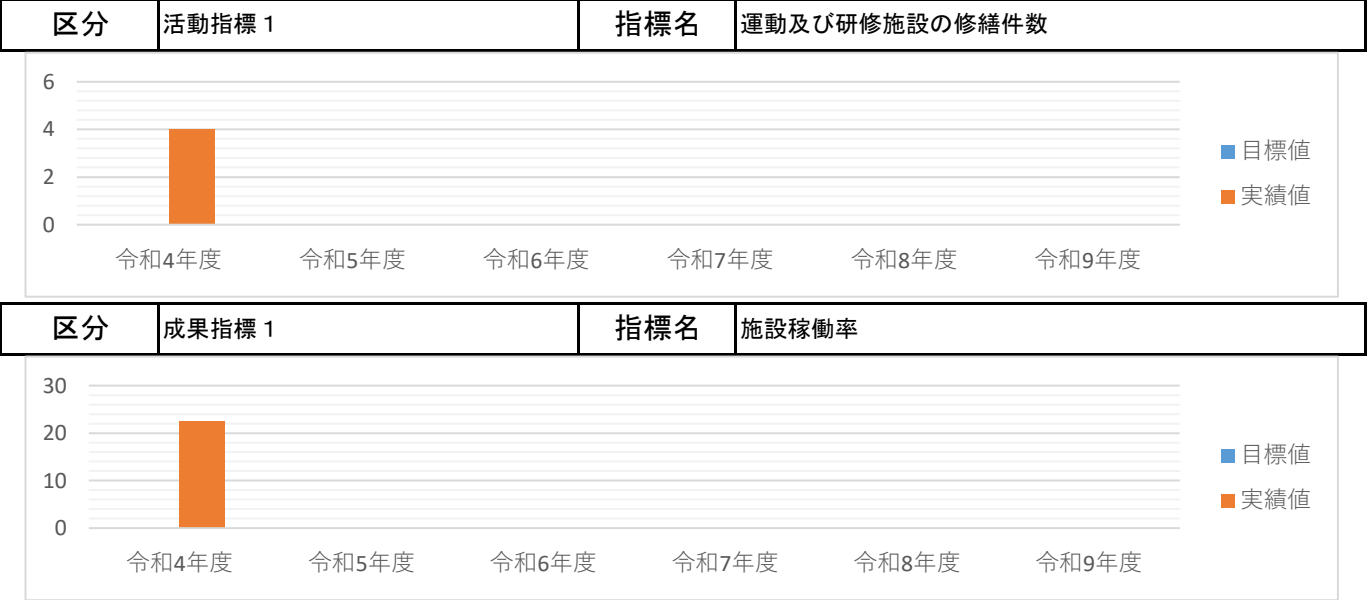 区分 活動指標１ 指標名 運動及び研修施設の修繕件数
6
4
2
0
令和4年度 令和5年度 令和6年度 令和7年度 令和8年度 令和9年度
目標値
実績値
区分 成果指標１ 指標名 施設稼働率
30
20
10
0
令和4年度 令和5年度 令和6年度 令和7年度 令和8年度 令和9年度
目標値
実績値